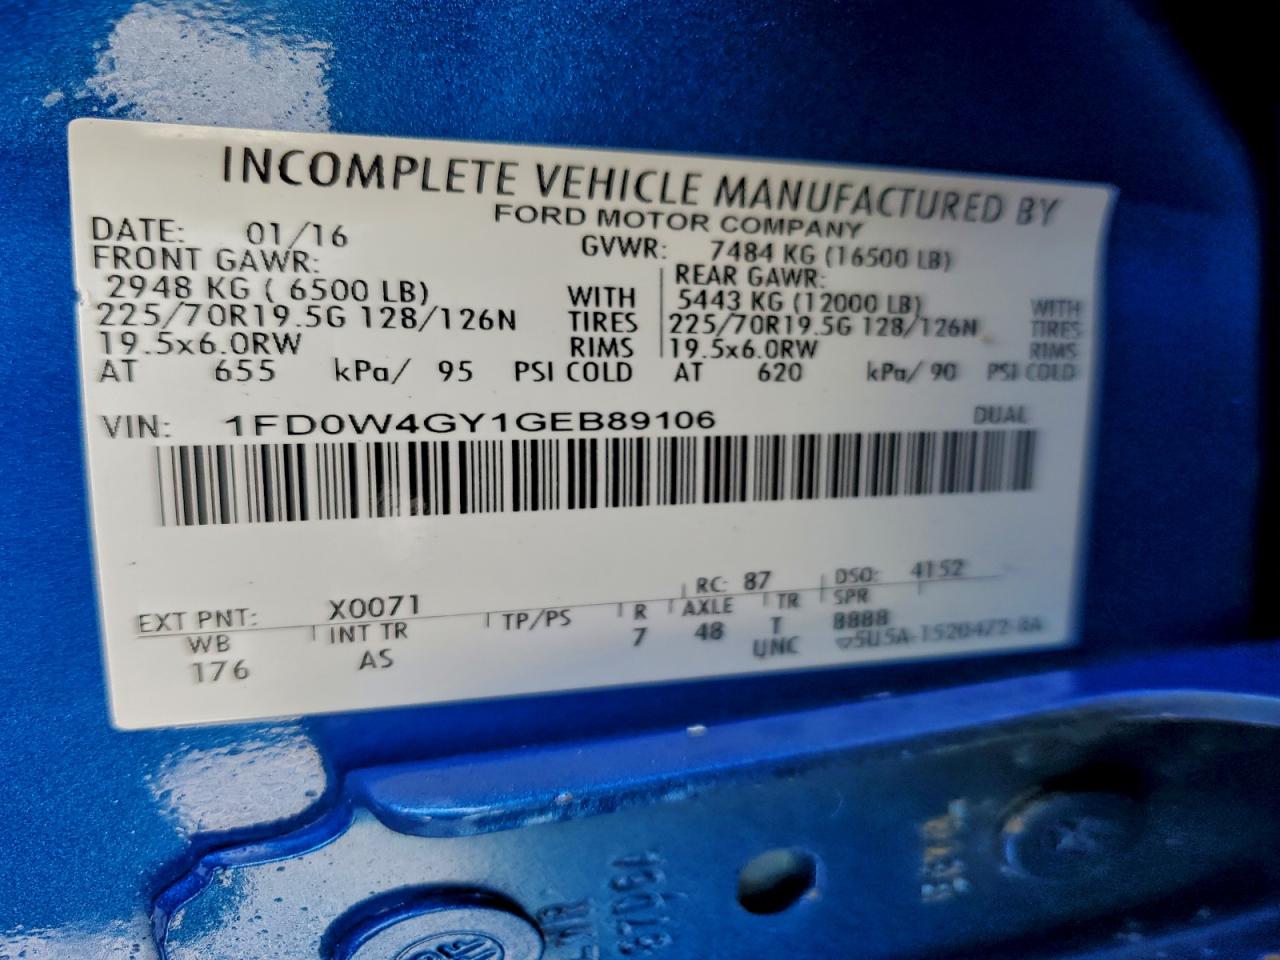 INCOMPLETE VEHICLE MANUFACTURED BY
FORD MOTOR COMPANY
DATE: 01/16 GVWR: 7484 KG (16500 LB)
FRONT GAWR: REAR GAWR:
2948 KG ( 6500 LB) WITH 5443 KG (12000 LB) WITH
225/70R19.5G 128/126N TIRES 225/70R19.5G 128/126N TIRES
19.5x6.0RW RIMS 19.5x6.0RW RIMS
AT 655 kPa/ 95 PSI COLD AT 620 kPa/ 90 PSI COLD
VIN: 1FD0W4GY1GEB89106 DUAL
EXT PNT: X0071 RC: 87 DSO: 4152
WB INT TR TP/PS R AXLE TR SPR
176 AS 7 48 T 8888
UNC 5U5A-1520472-BA